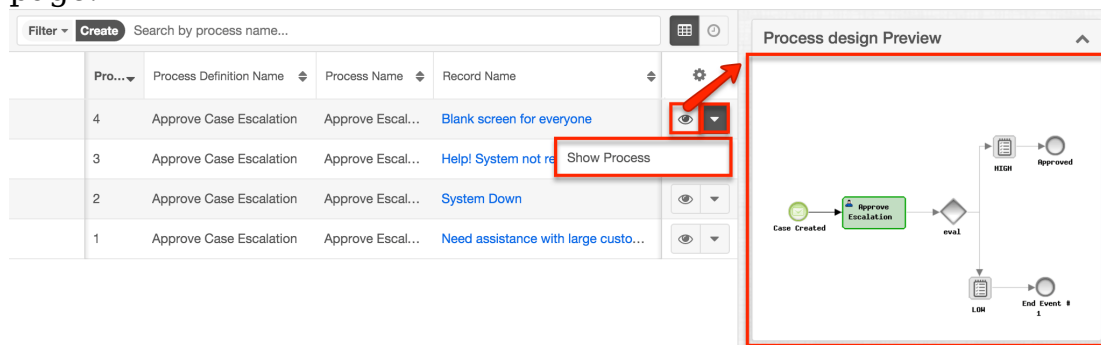 page.
Filter Create Search by process name...
Process design Preview
Pro... Process Definition Name Process Name Record Name
4 Approve Case Escalation Approve Escal... Blank screen for everyone
3 Approve Case Escalation Approve Escal... Help! System not re
Show Process
2 Approve Case Escalation Approve Escal... System Down
1 Approve Case Escalation Approve Escal... Need assistance with large custo...
HIGH
Approved
Approve
Escalation
Case Created
eval
LOW
End Event #
1